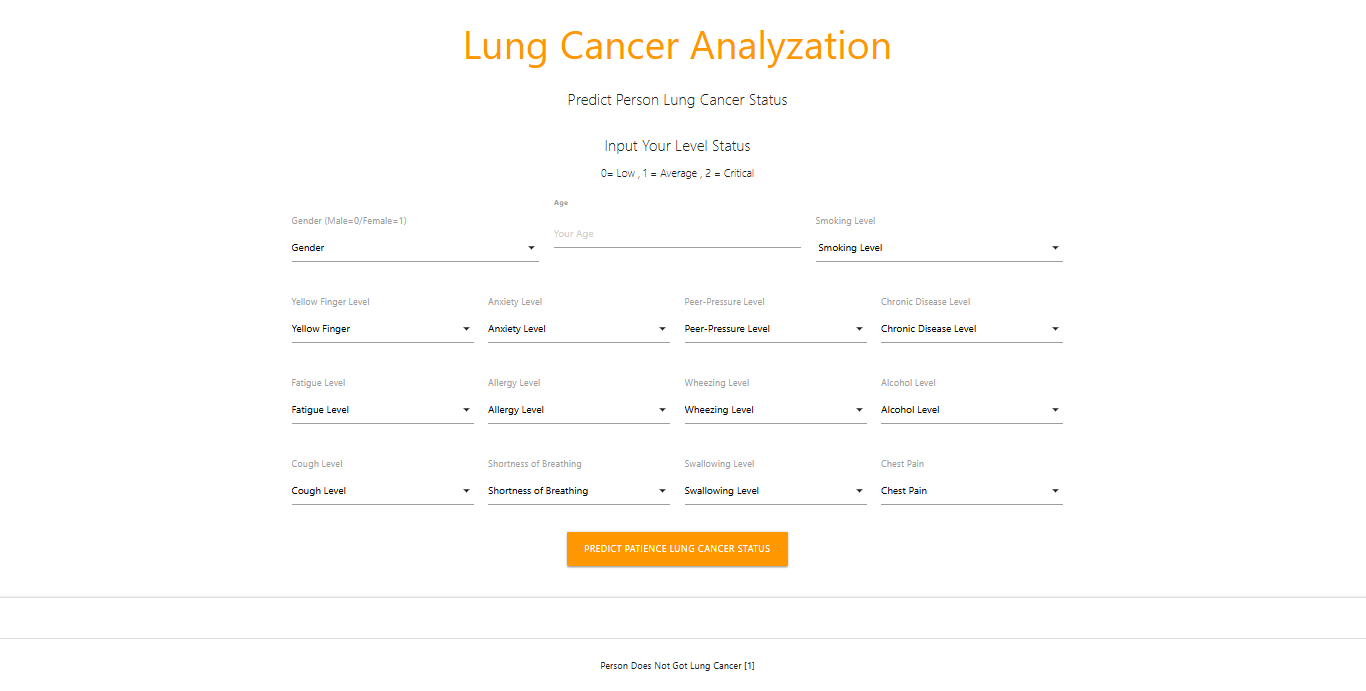 Lung Cancer Analyzation
Predict Person Lung Cancer Status
Input Your Level Status
0= Low , 1 = Average , 2 = Critical
Gender (Male=0/Female=1)
Gender
Age
Your Age
Smoking Level
Smoking Level
Yellow Finger Level
Yellow Finger
Anxiety Level
Anxiety Level
Peer-Pressure Level
Peer-Pressure Level
Chronic Disease Level
Chronic Disease Level
Fatigue Level
Fatigue Level
Allergy Level
Allergy Level
Wheezing Level
Wheezing Level
Alcohol Level
Alcohol Level
Cough Level
Cough Level
Shortness of Breathing
Shortness of Breathing
Swallowing Level
Swallowing Level
Chest Pain
Chest Pain
PREDICT PATIENCE LUNG CANCER STATUS
Person Does Not Got Lung Cancer [1]